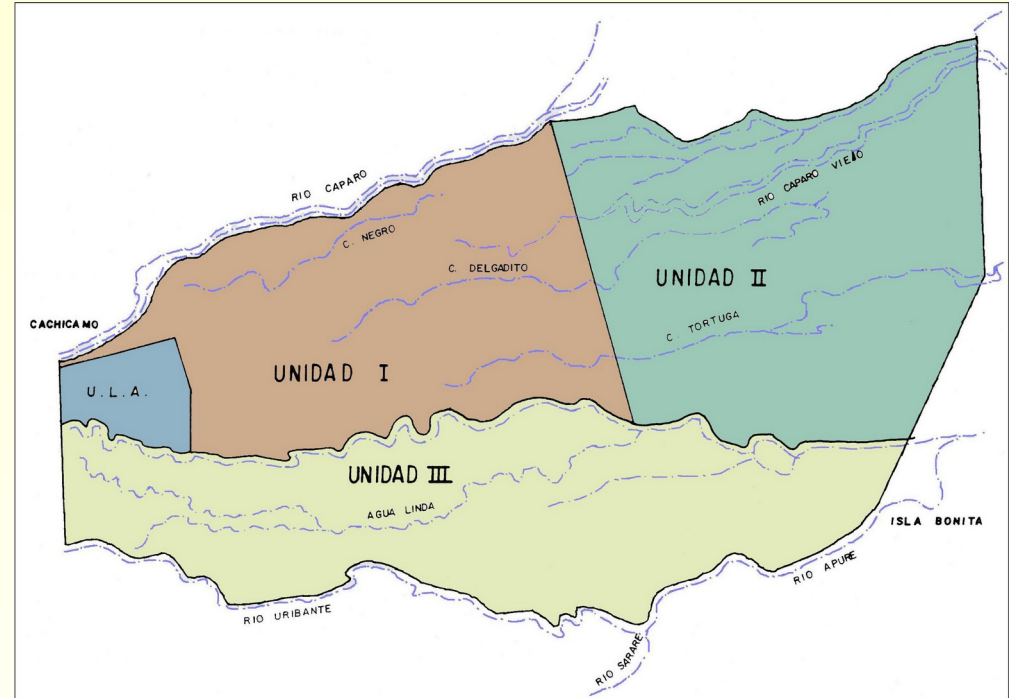 RIO CAPARO
RIO CAPARO VIEJO
C. NEGRO
C. DELGADITO
UNIDAD II
CACHICAMO
C. TORTUGA
UNIDAD I
U.L.A.
UNIDAD III
AGUA LINDA
ISLA BONITA
RIO APURE
RIO URIBANTE
RIO SARARE